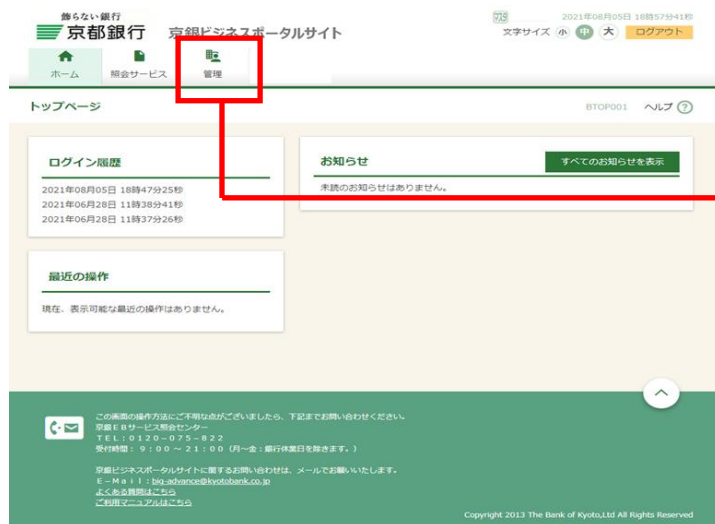 飾らない銀行
京都銀行 京銀ビジネスポータルサイト
2021年08月05日 18時57分41秒
文字サイズ 小 中 大 ログアウト
ホーム 照会サービス 管理
トップページ
BTOP001 ヘルプ ?
ログイン履歴
2021年08月05日 18時47分25秒
2021年06月28日 11時38分41秒
2021年06月28日 11時37分26秒
お知らせ すべてのお知らせを表示
未読のお知らせはありません。
最近の操作
現在、表示可能な最近の操作はありません。
この画面の操作方法にご不明な点がございましたら、下記までお問い合わせください。
京銀EBサービス照会センター
TEL:0120-075-822
受付時間:9:00~21:00(月~金:銀行休業日を除きます。)
京銀ビジネスポータルサイトに関するお問い合わせは、メールでお願いいたします。
E-Mail:big-advance@kyotobank.co.jp
よくある質問はこちら
ご利用マニュアルはこちら
Copyright 2013 The Bank of Kyoto,Ltd All Rights Reserved